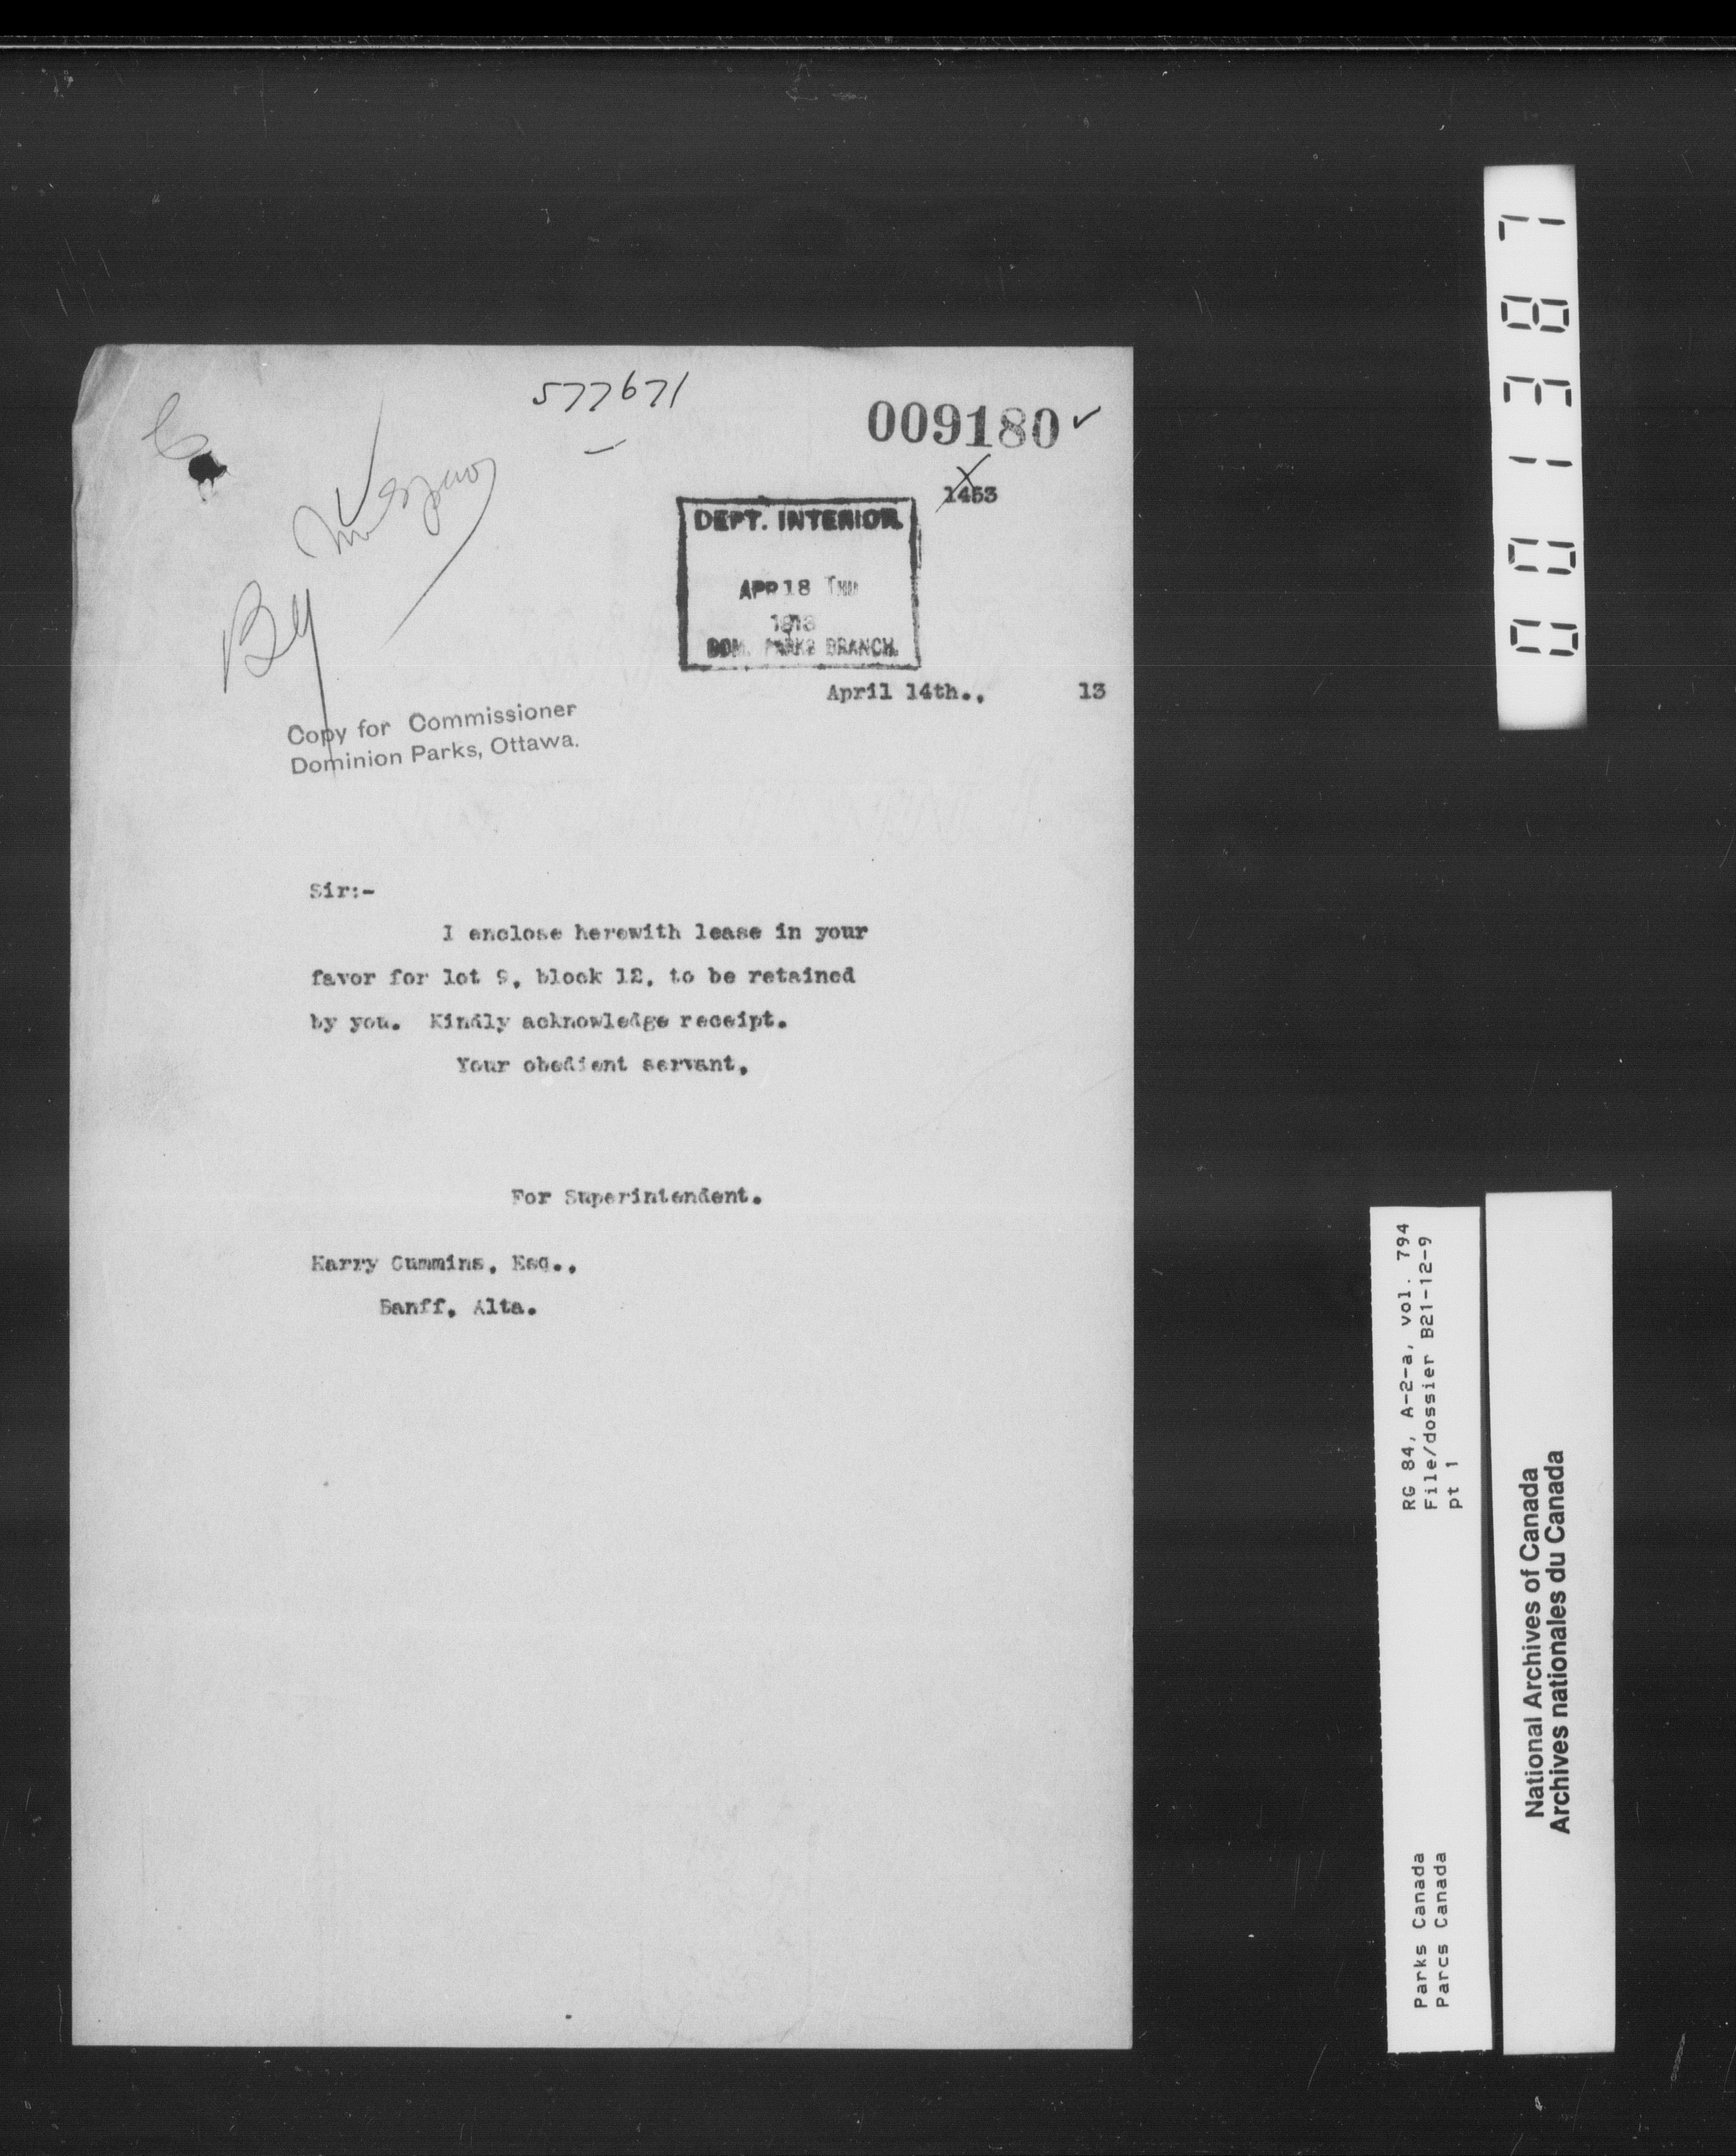 577671
009180 ✓
1453
DEPT. INTERIOR
APR 18
1913
DOM. PARKS BRANCH.
By
April 14th., 13
Copy for Commissioner
Dominion Parks, Ottawa.
Sir:-
I enclose herewith lease in your
favor for lot 9, block 12, to be retained
by you. Kindly acknowledge receipt.
Your obedient servant,
For Superintendent.
Harry Cummins, Esq.,
Banff, Alta.
001387
RG 84, A-2-a, vol. 794
File/dossier B21-12-9
pt 1
Parks Canada
Parcs Canada
National Archives of Canada
Archives nationales du Canada